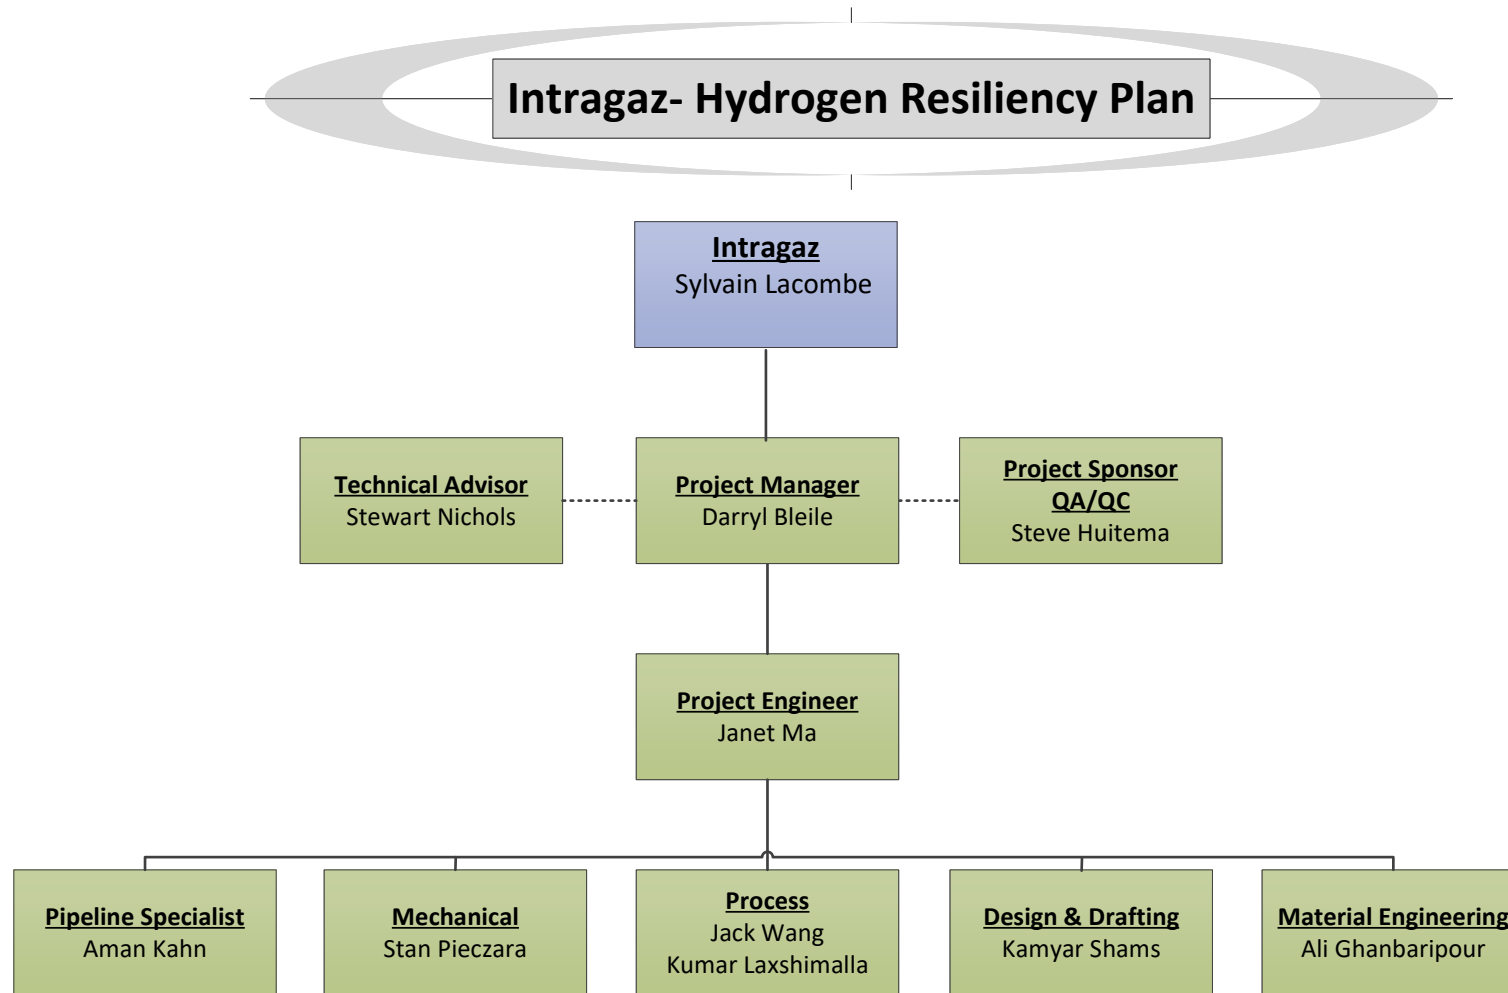 Intragaz- Hydrogen Resiliency Plan
Intragaz
Sylvain Lacombe
Technical Advisor
Stewart Nichols
Project Manager
Darryl Bleile
Project Sponsor
QA/QC
Steve Huitema
Project Engineer
Janet Ma
Pipeline Specialist
Aman Kahn
Mechanical
Stan Pieczara
Process
Jack Wang
Kumar Laxshimalla
Design & Drafting
Kamyar Shams
Material Engineering
Ali Ghanbaripour